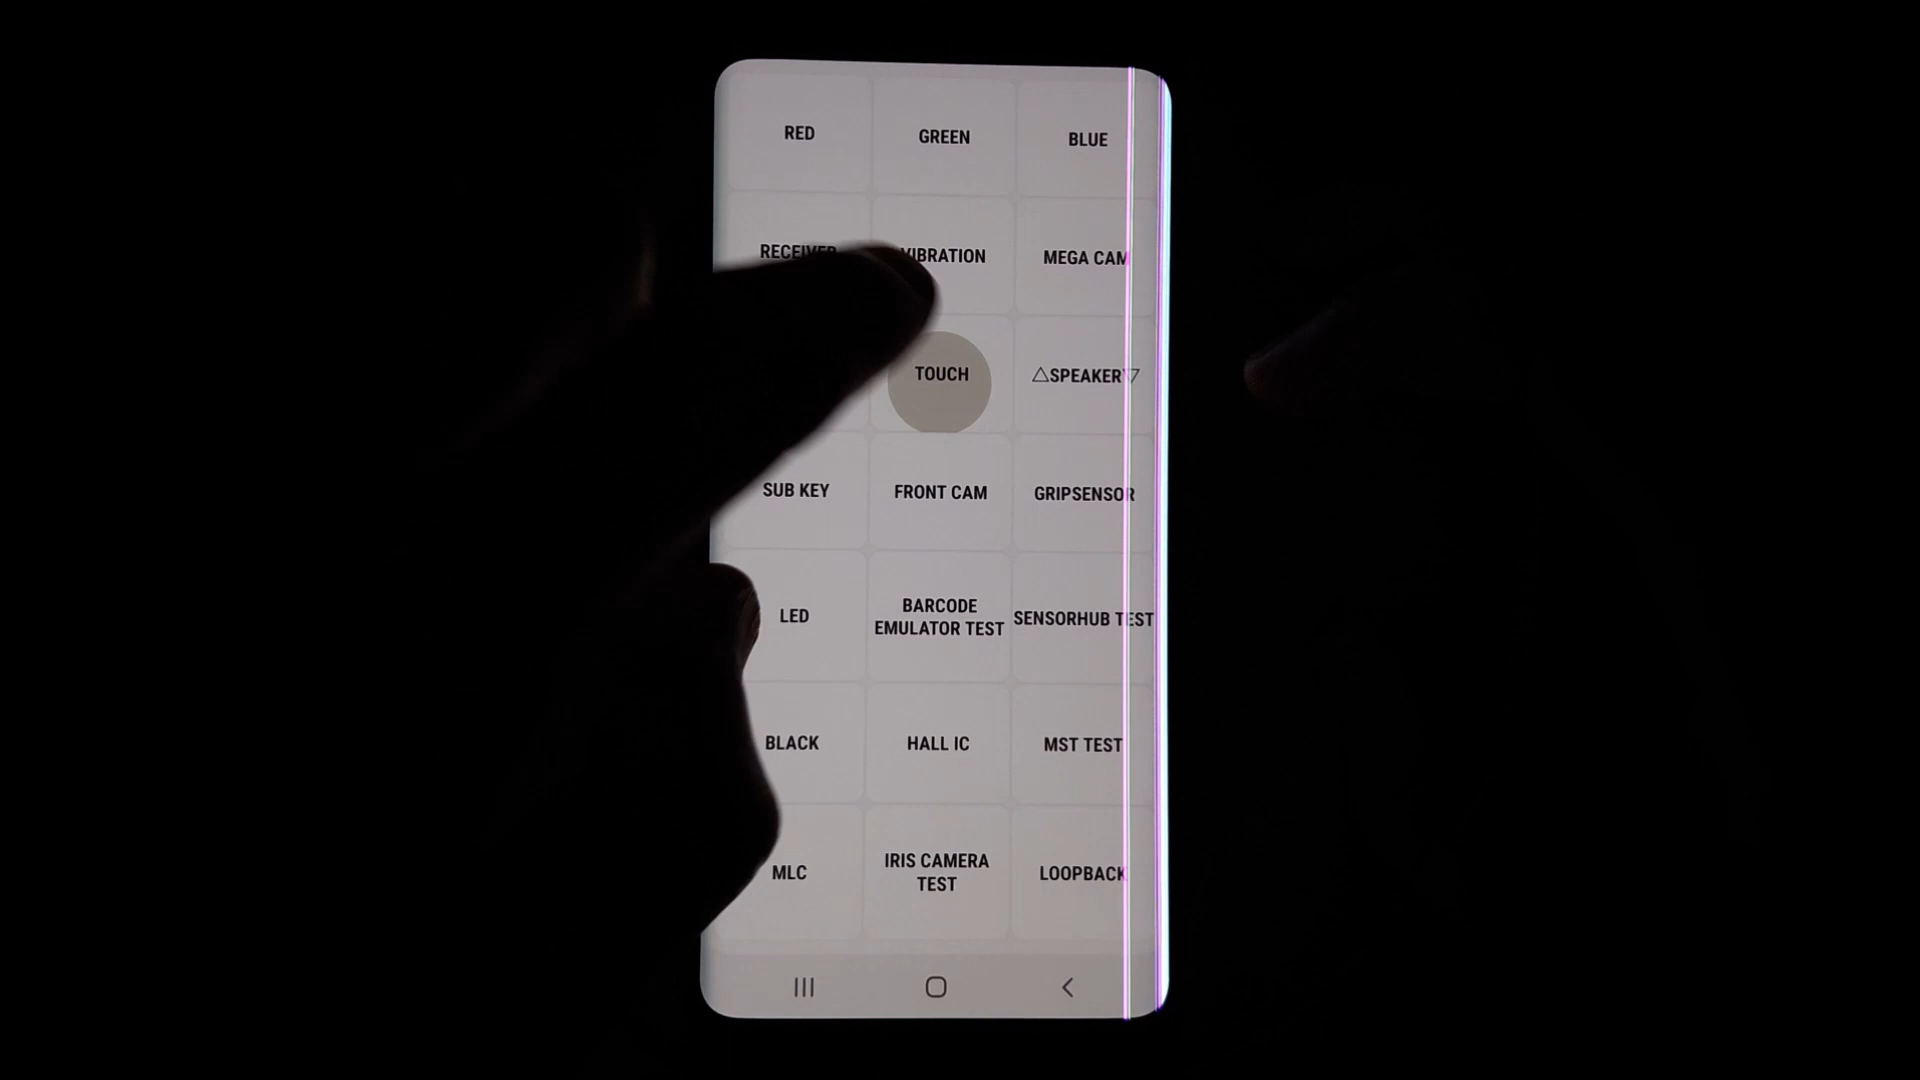 RED
GREEN
BLUE
RECEIVER
VIBRATION
MEGA CAM
TOUCH
△SPEAKER▽
SUB KEY
FRONT CAM
GRIPSENSOR
LED
BARCODE
EMULATOR TEST
SENSORHUB TEST
BLACK
HALL IC
MST TEST
MLC
IRIS CAMERA
TEST
LOOPBACK